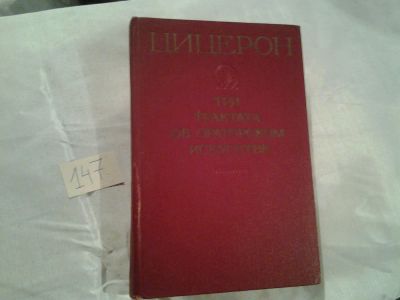 ЦИЦЕРОН
ТРИ
ТРАКТАТА
ОБ ОРАТОРСКОМ
ИСКУССТВЕ
147